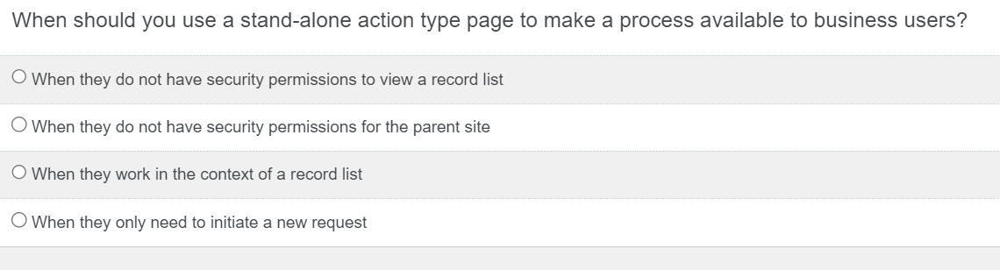 When should you use a stand-alone action type page to make a process available to business users?
When they do not have security permissions to view a record list
When they do not have security permissions for the parent site
When they work in the context of a record list
When they only need to initiate a new request